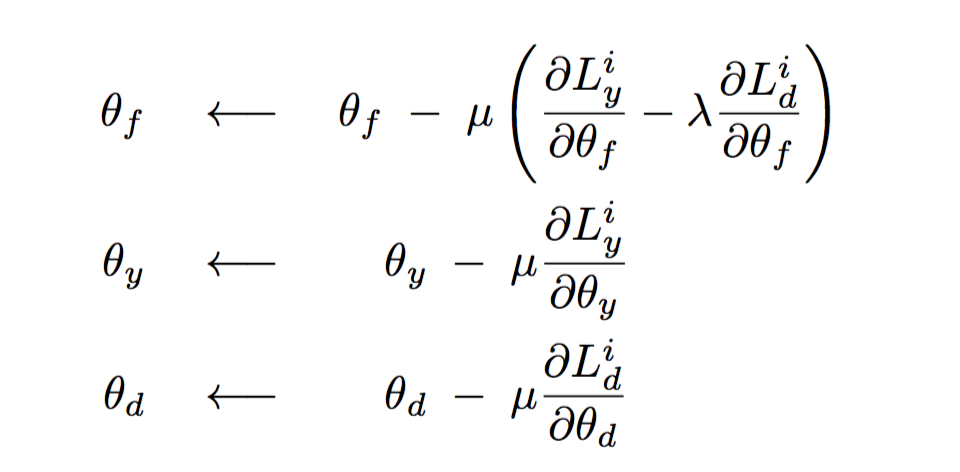 θ_f ⟵ θ_f − μ ( ∂L_y^i / ∂θ_f − λ ∂L_d^i / ∂θ_f )
θ_y ⟵ θ_y − μ ∂L_y^i / ∂θ_y
θ_d ⟵ θ_d − μ ∂L_d^i / ∂θ_d